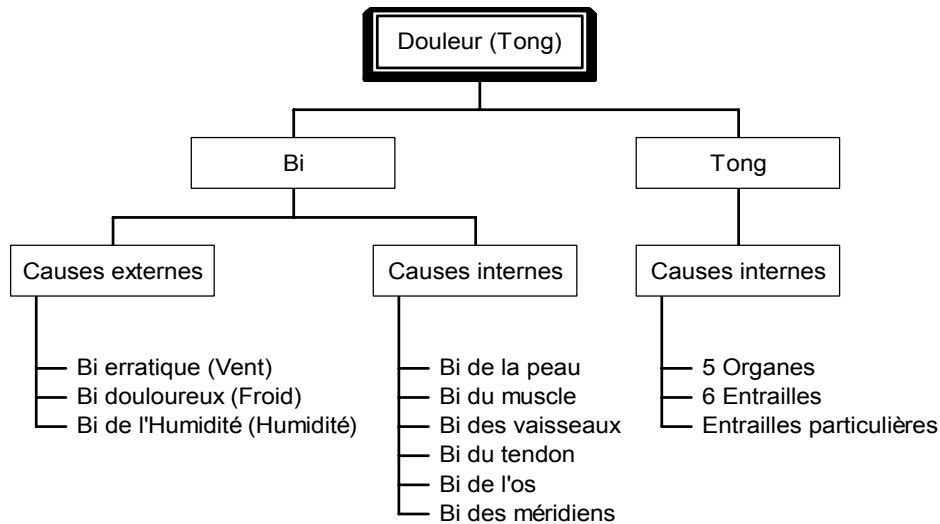 Douleur (Tong)
Bi
Tong
Causes externes
Causes internes
Causes internes
Bi erratique (Vent)
Bi douloureux (Froid)
Bi de l'Humidité (Humidité)
Bi de la peau
Bi du muscle
Bi des vaisseaux
Bi du tendon
Bi de l'os
Bi des méridiens
5 Organes
6 Entrailles
Entrailles particulières